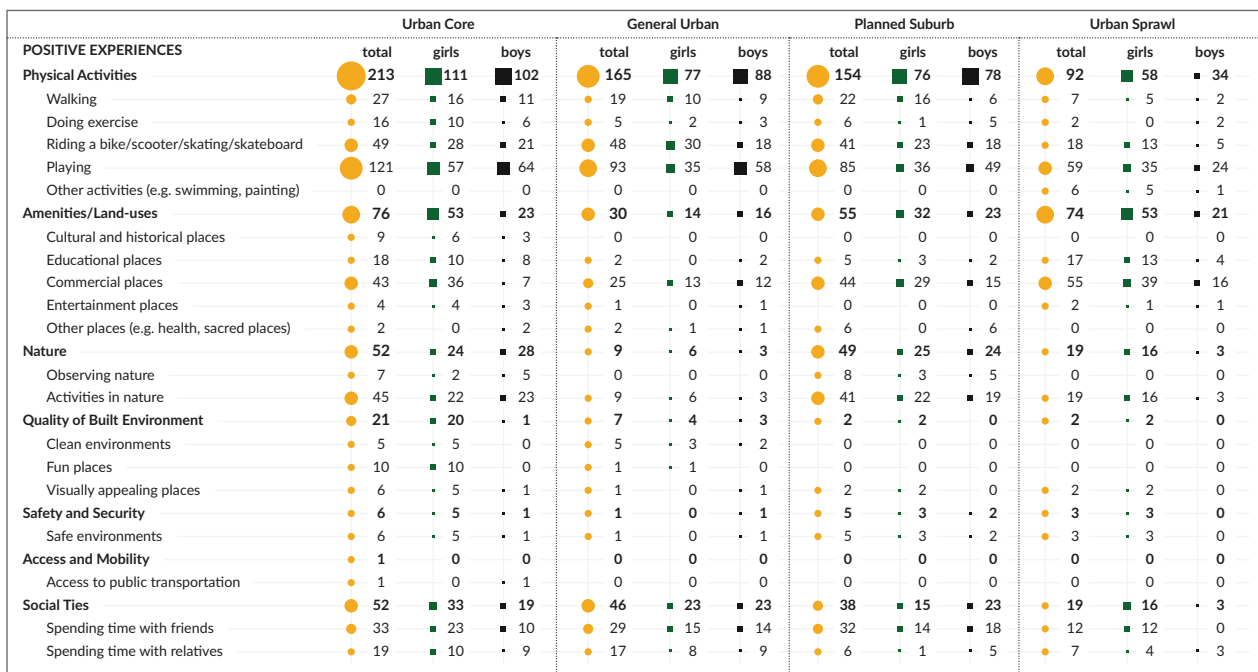 Urban Core General Urban Planned Suburb Urban Sprawl
POSITIVE EXPERIENCES total girls boys total girls boys total girls boys total girls boys
Physical Activities 213 111 102 165 77 88 154 76 78 92 58 34
Walking 27 16 11 19 10 9 22 16 6 7 5 2
Doing exercise 16 10 6 5 2 3 6 1 5 2 0 2
Riding a bike/scooter/skating/skateboard 49 28 21 48 30 18 41 23 18 18 13 5
Playing 121 57 64 93 35 58 85 36 49 59 35 24
Other activities (e.g. swimming, painting) 0 0 0 0 0 0 0 0 0 6 5 1
Amenities/Land-uses 76 53 23 30 14 16 55 32 23 74 53 21
Cultural and historical places 9 6 3 0 0 0 0 0 0 0 0 0
Educational places 18 10 8 2 0 2 5 3 2 17 13 4
Commercial places 43 36 7 25 13 12 44 29 15 55 39 16
Entertainment places 4 4 3 1 0 1 0 0 0 2 1 1
Other places (e.g. health, sacred places) 2 0 2 2 1 1 6 0 6 0 0 0
Nature 52 24 28 9 6 3 49 25 24 19 16 3
Observing nature 7 2 5 0 0 0 8 3 5 0 0 0
Activities in nature 45 22 23 9 6 3 41 22 19 19 16 3
Quality of Built Environment 21 20 1 7 4 3 2 2 0 2 2 0
Clean environments 5 5 0 5 3 2 0 0 0 0 0 0
Fun places 10 10 0 1 1 0 0 0 0 0 0 0
Visually appealing places 6 5 1 1 0 1 2 2 0 2 2 0
Safety and Security 6 5 1 1 0 1 5 3 2 3 3 0
Safe environments 6 5 1 1 0 1 5 3 2 3 3 0
Access and Mobility 1 0 0 0 0 0 0 0 0 0 0 0
Access to public transportation 1 0 1 0 0 0 0 0 0 0 0 0
Social Ties 52 33 19 46 23 23 38 15 23 19 16 3
Spending time with friends 33 23 10 29 15 14 32 14 18 12 12 0
Spending time with relatives 19 10 9 17 8 9 6 1 5 7 4 3